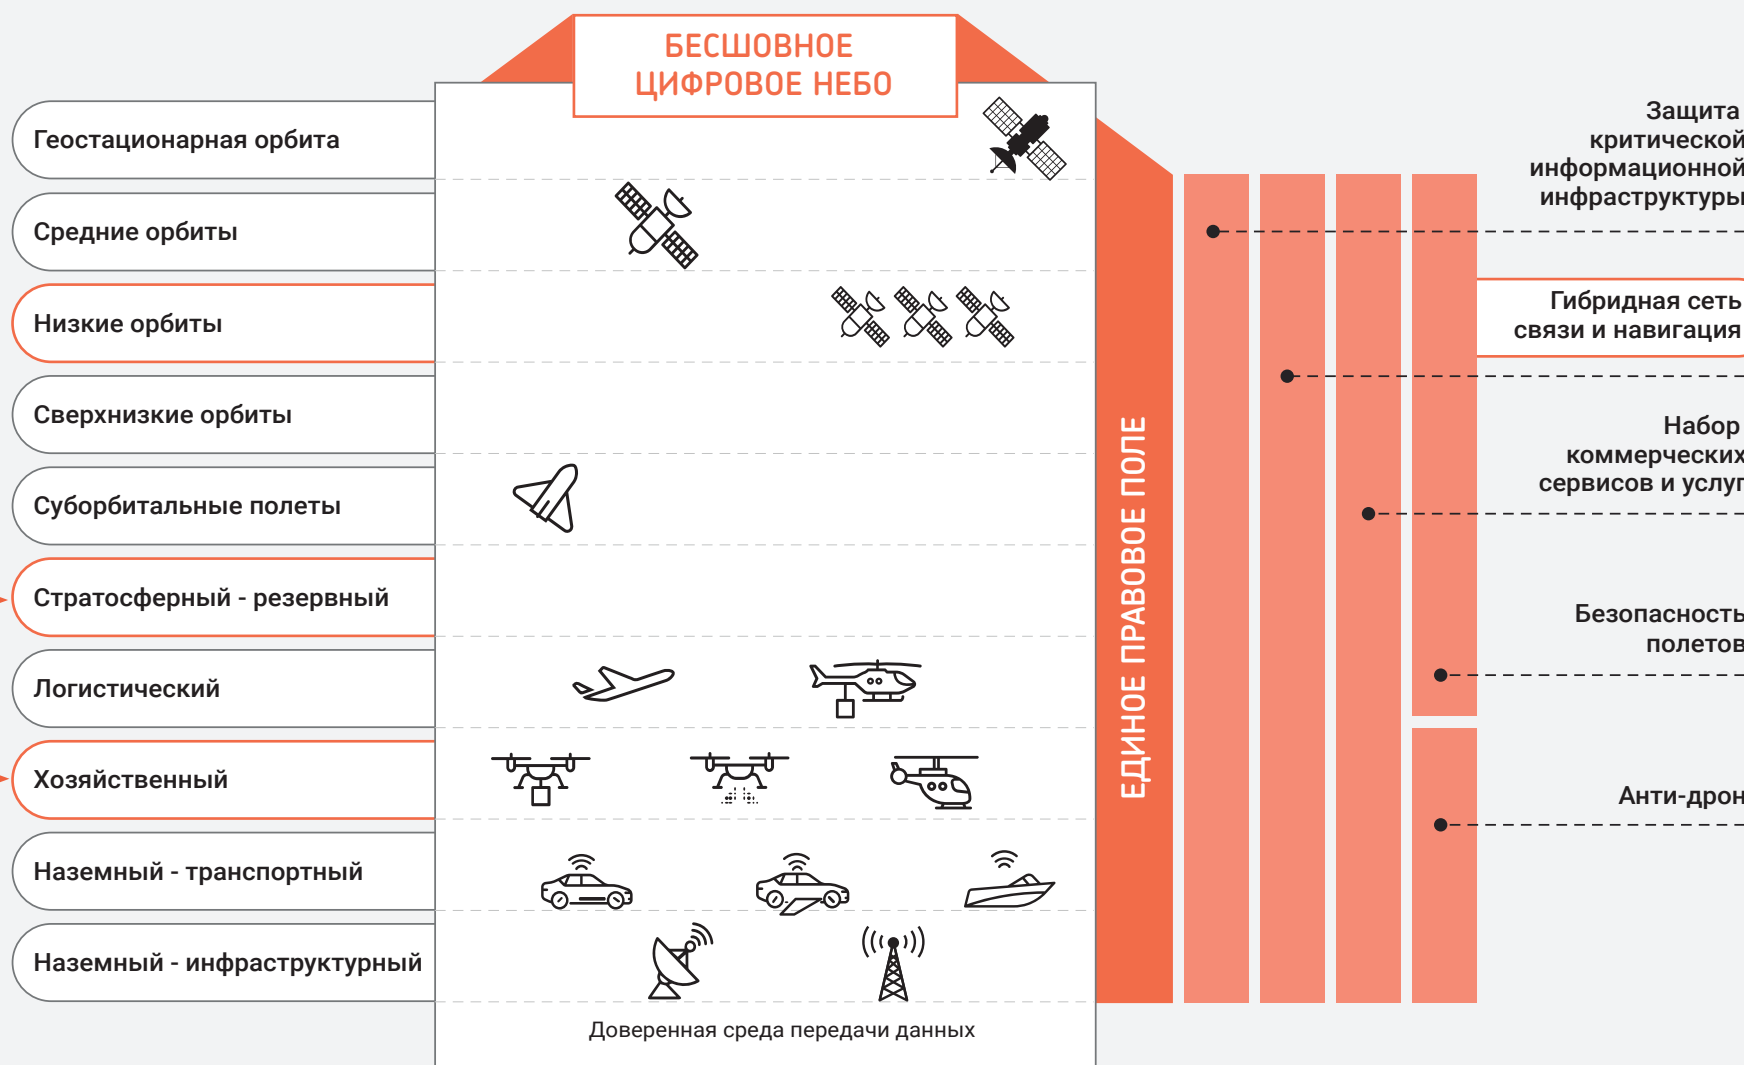 БЕСШОВНОЕ
ЦИФРОВОЕ НЕБО
Геостационарная орбита
Средние орбиты
Низкие орбиты
Сверхнизкие орбиты
Суборбитальные полеты
Стратосферный - резервный
Логистический
Хозяйственный
Наземный - транспортный
Наземный - инфраструктурный
Доверенная среда передачи данных
ЕДИНОЕ ПРАВОВОЕ ПОЛЕ
Защита
критической
информационной
инфраструктуры
Гибридная сеть
связи и навигация
Набор
коммерческих
сервисов и услуг
Безопасность
полетов
Анти-дрон